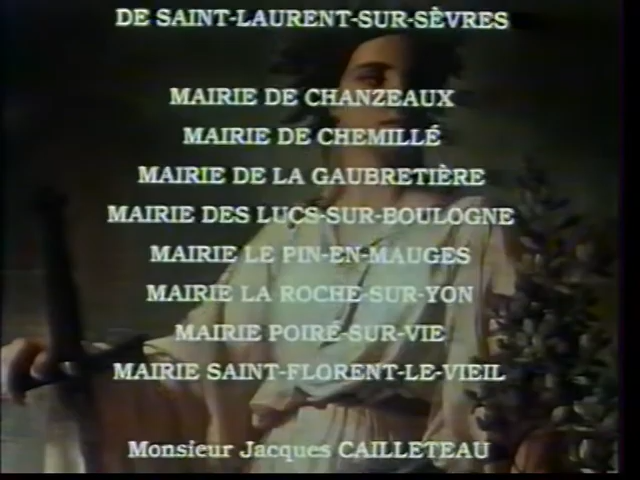 DE SAINT-LAURENT-SUR-SÈVRES
MAIRIE DE CHANZEAUX
MAIRIE DE CHEMILLÉ
MAIRIE DE LA GAUBRETIÈRE
MAIRIE DES LUCS-SUR-BOULOGNE
MAIRIE LE PIN-EN-MAUGES
MAIRIE LA ROCHE-SUR-YON
MAIRIE POIRÉ-SUR-VIE
MAIRIE SAINT-FLORENT-LE-VIEIL
Monsieur Jacques CAILLETEAU